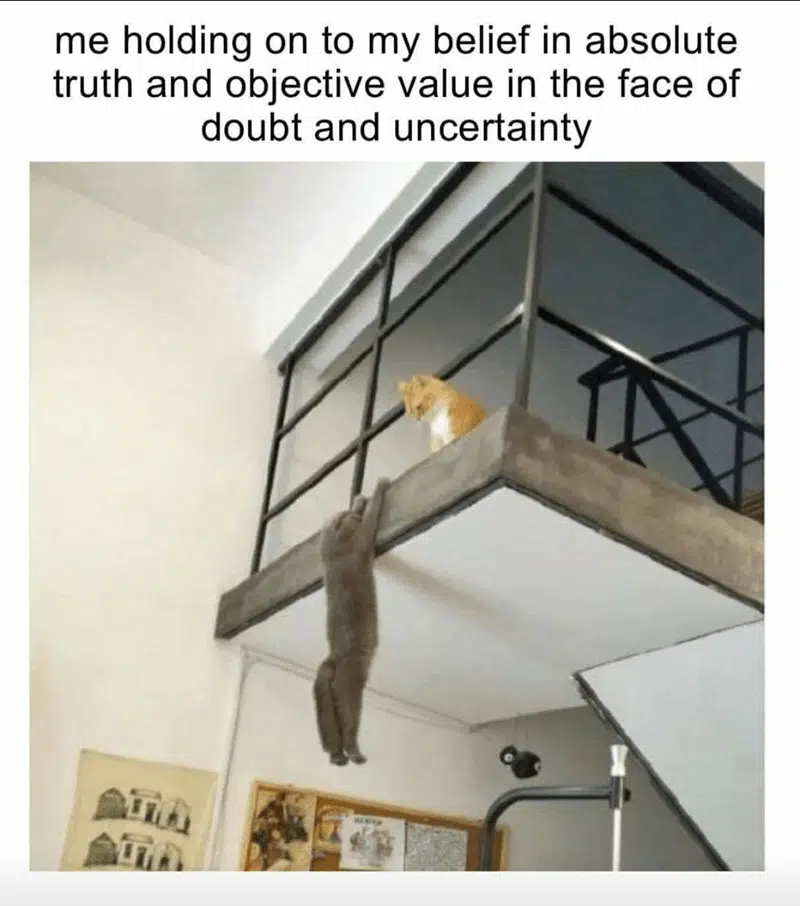 me holding on to my belief in absolute
truth and objective value in the face of
doubt and uncertainty